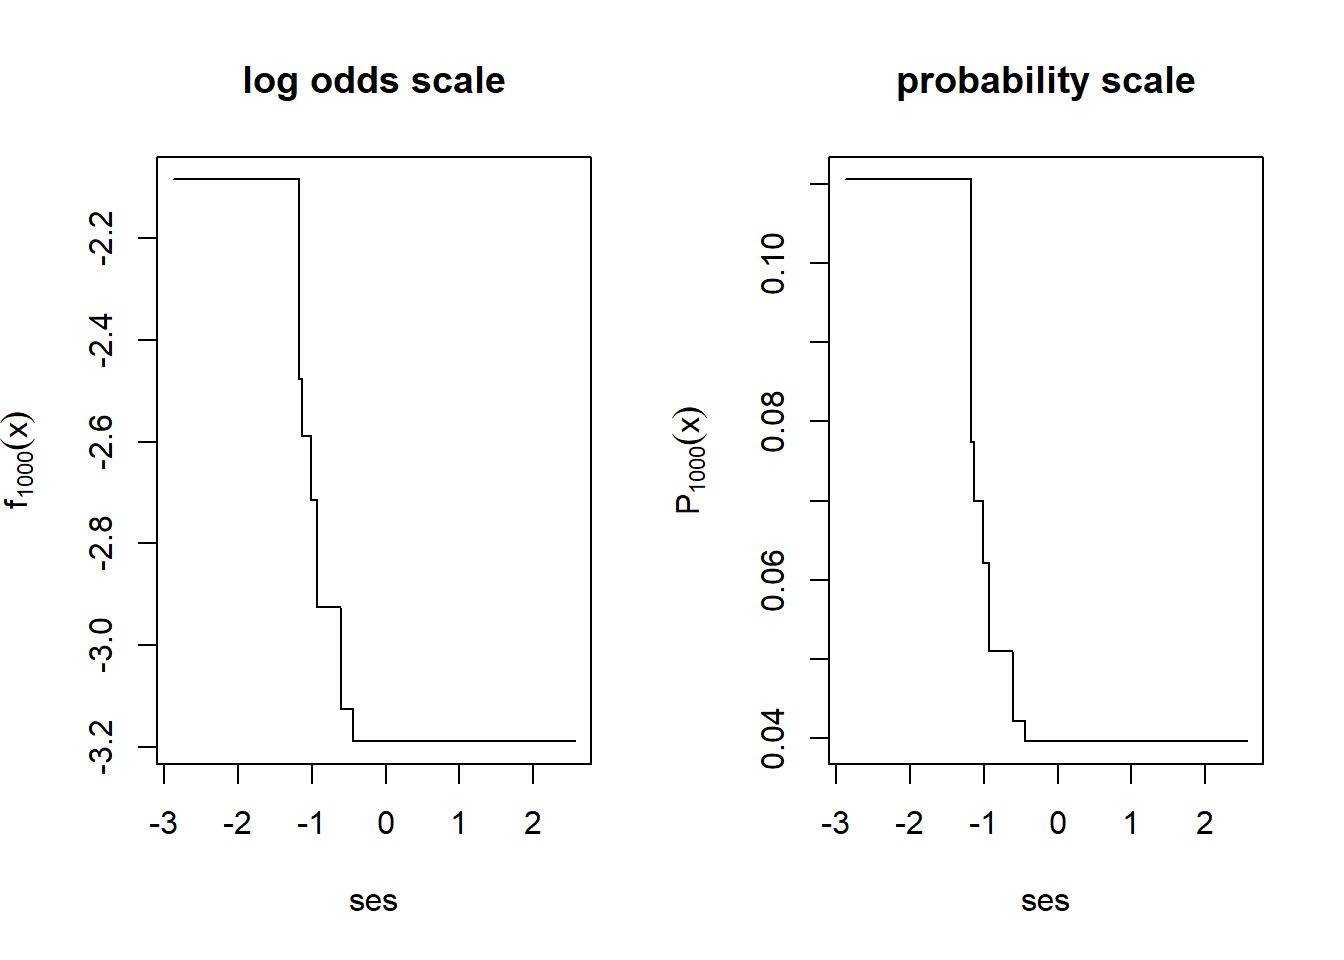 log odds scale
f1000(x)
-2.2
-2.4
-2.6
-2.8
-3.0
-3.2
-3 -2 -1 0 1 2
ses
probability scale
P1000(x)
0.10
0.08
0.06
0.04
-3 -2 -1 0 1 2
ses